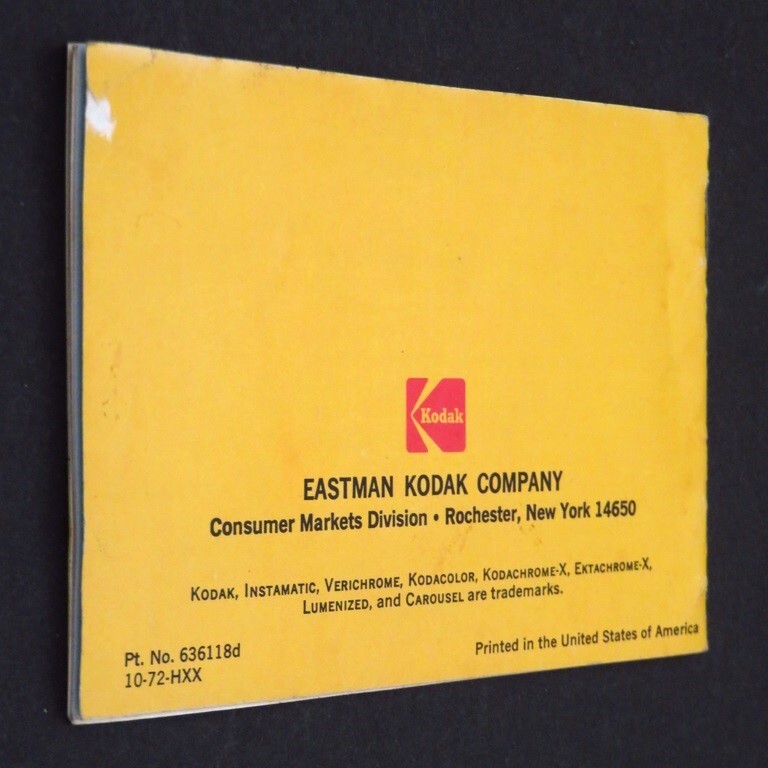 Kodak
EASTMAN KODAK COMPANY
Consumer Markets Division • Rochester, New York 14650
KODAK, INSTAMATIC, VERICHROME, KODACOLOR, KODACHROME-X, EKTACHROME-X,
LUMENIZED, and CAROUSEL are trademarks.
Pt. No. 636118d
10-72-HXX
Printed in the United States of America